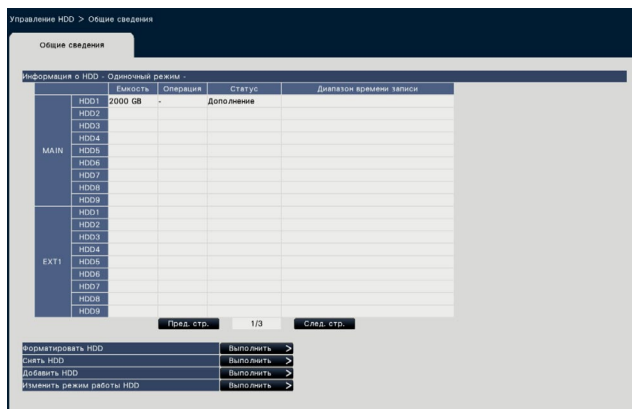 Управление HDD > Общие сведения
Общие сведения
Информация о HDD - Одиночный режим -
Емкость Операция Статус Диапазон времени записи
MAIN
HDD1 2000 GB - Дополнение
HDD2
HDD3
HDD4
HDD5
HDD6
HDD7
HDD8
HDD9
EXT1
HDD1
HDD2
HDD3
HDD4
HDD5
HDD6
HDD7
HDD8
HDD9
Пред. стр. 1/3 След. стр.
Форматировать HDD Выполнить >
Снять HDD Выполнить >
Добавить HDD Выполнить >
Изменить режим работы HDD Выполнить >